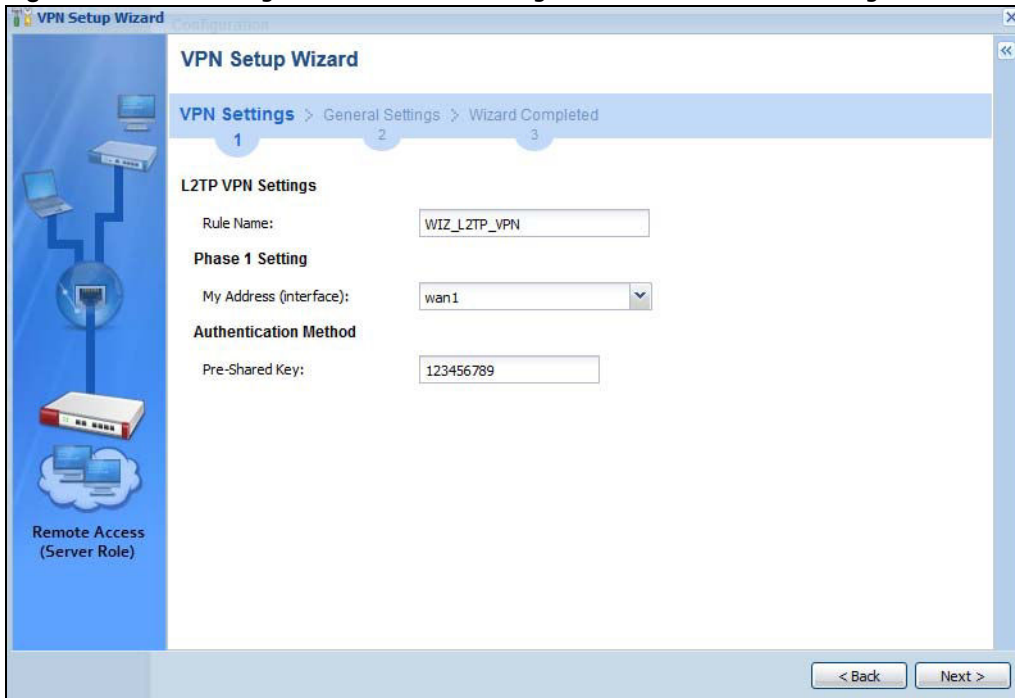 VPN Setup Wizard
Configuration
VPN Setup Wizard
VPN Settings > General Settings > Wizard Completed
1 2 3
L2TP VPN Settings
Rule Name: WIZ_L2TP_VPN
Phase 1 Setting
My Address (interface): wan1
Authentication Method
Pre-Shared Key: 123456789
Remote Access
(Server Role)
< Back Next >